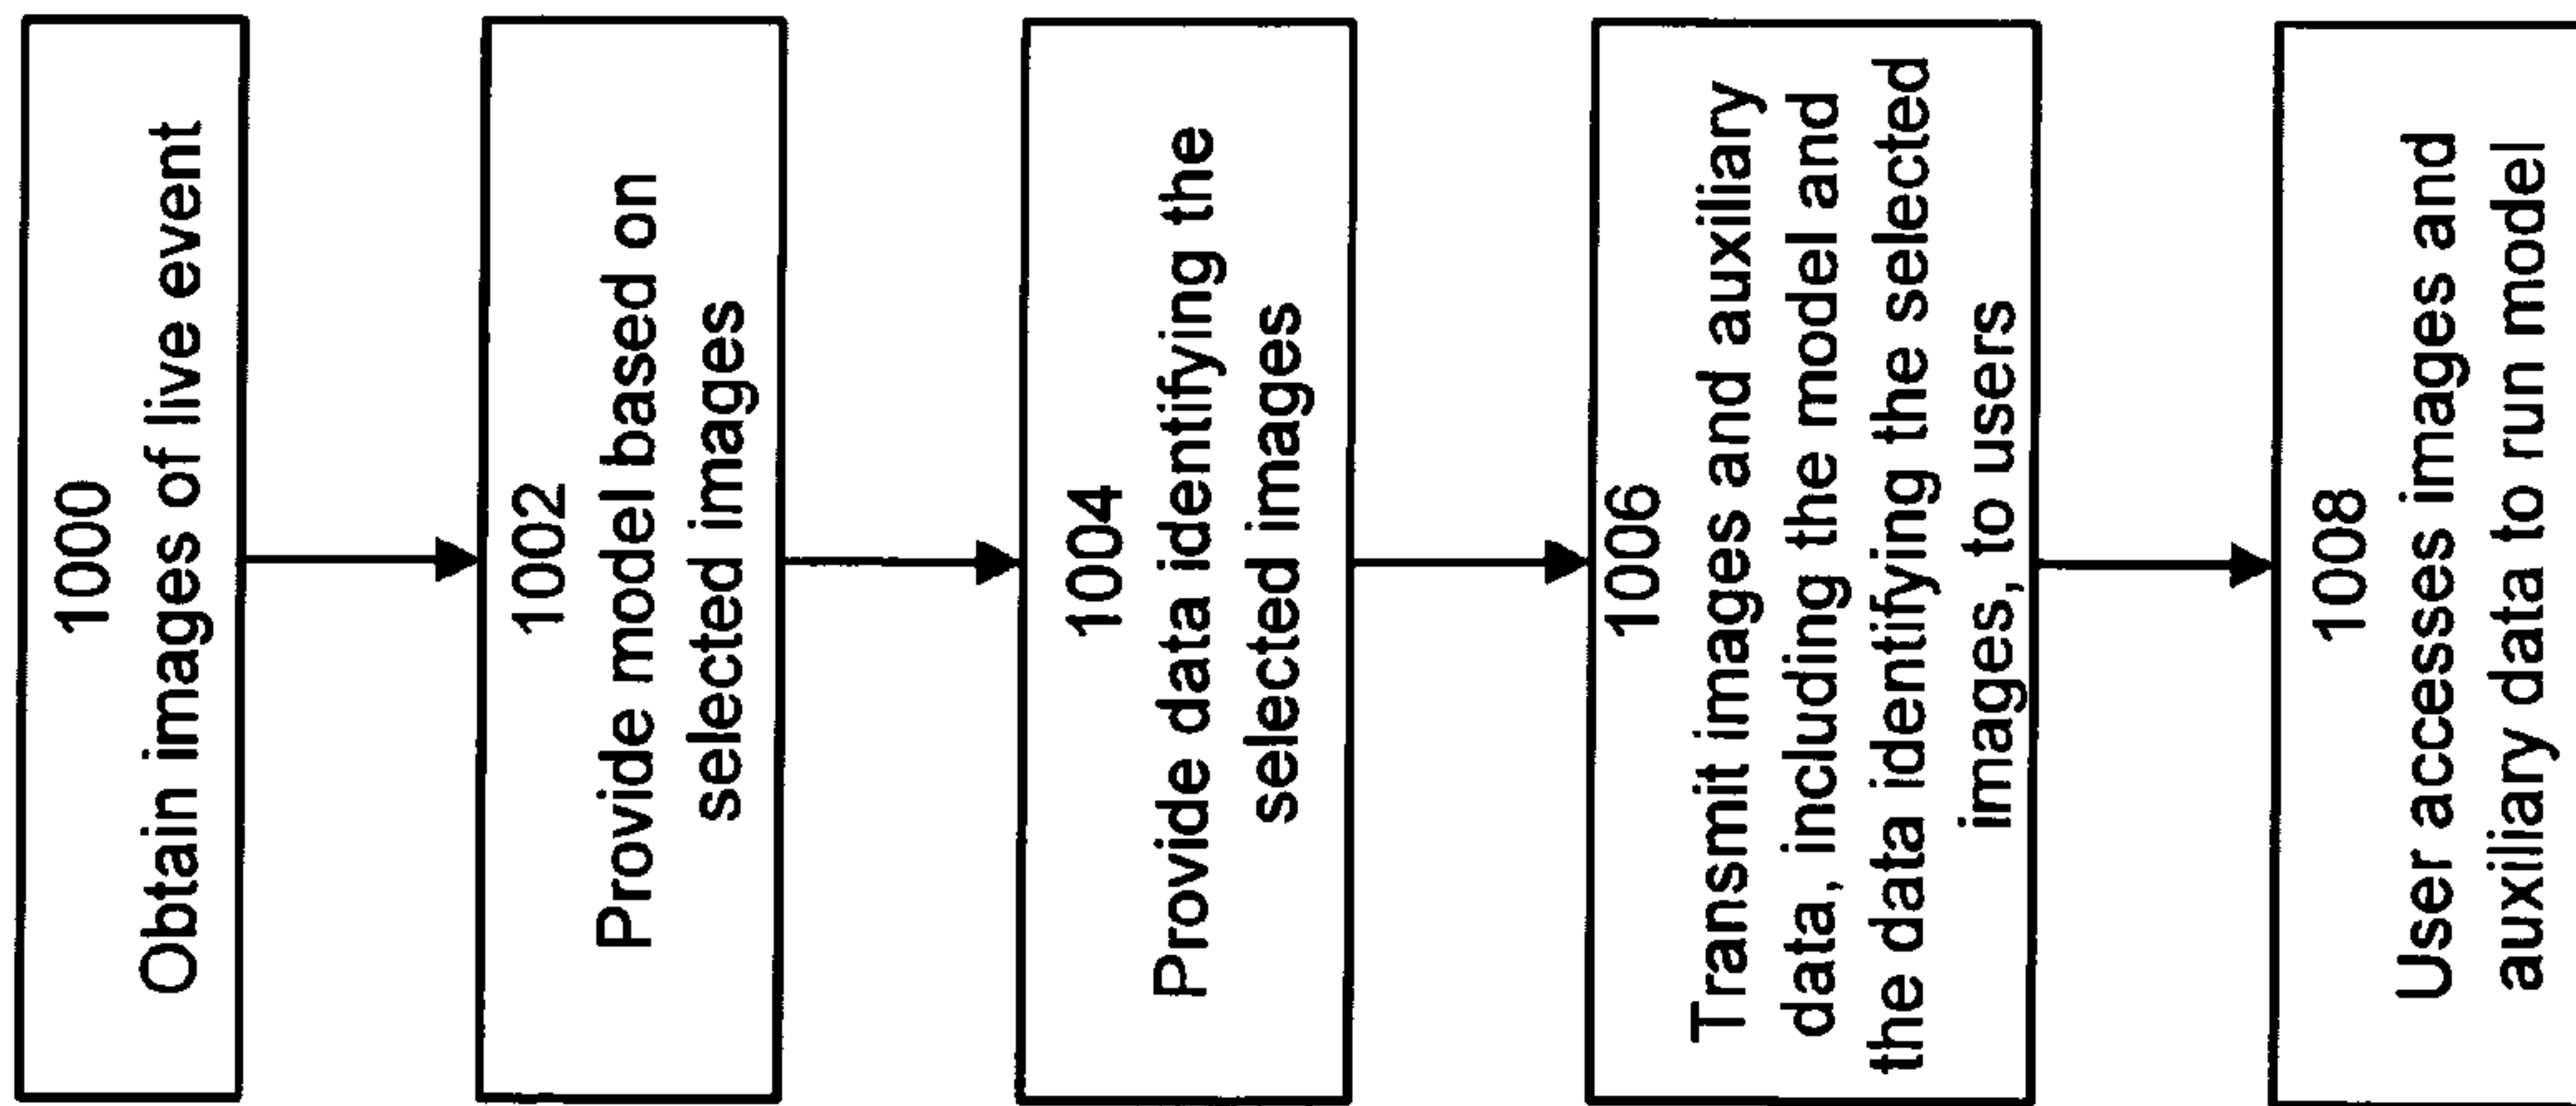 1000
Obtain images of live event
1002
Provide model based on
selected images
1004
Provide data identifying the
selected images
1006
Transmit images and auxiliary
data, including the model and
the data identifying the selected
images, to users
1008
User accesses images and
auxiliary data to run model